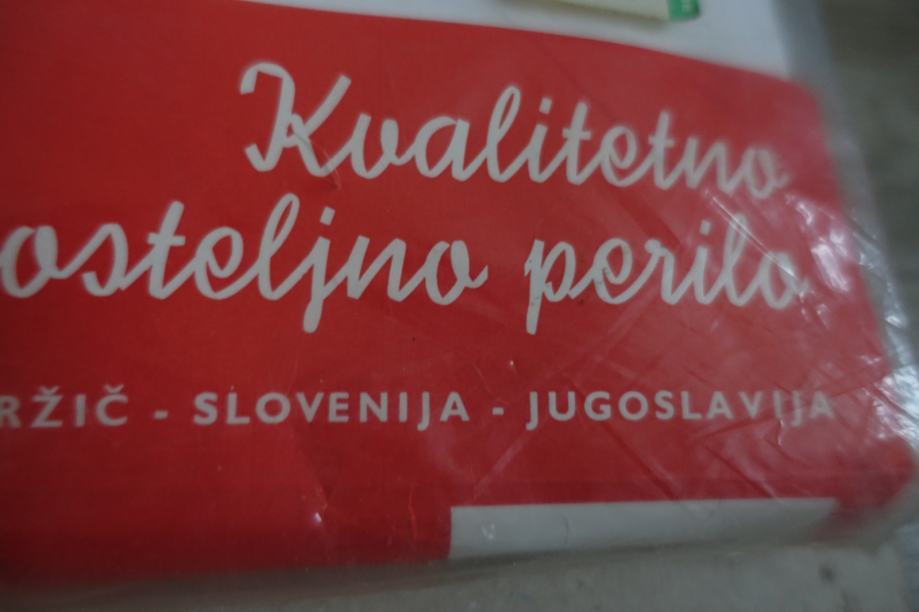 Kvalitetno
osteljno perilo
RŽIČ - SLOVENIJA - JUGOSLAVIJA